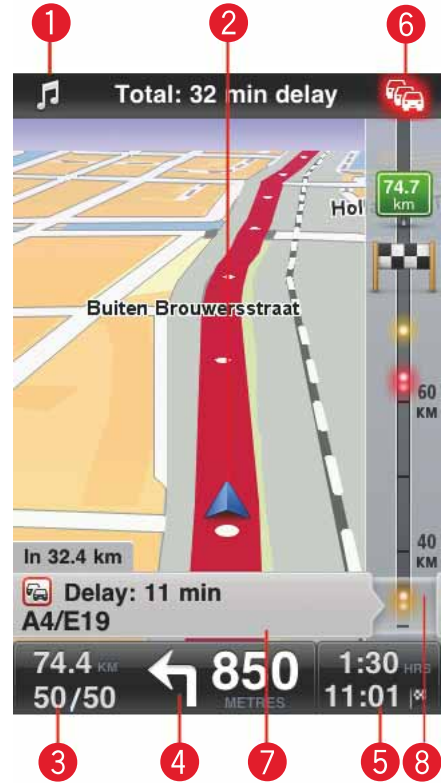 1 2 6
Total: 32 min delay
74.7
km
Hol
Buiten Brouwersstraat
60
KM
40
KM
In 32.4 km
Delay: 11 min
A4/E19
74.4 KM
50/50
850
METRES
1:30 HRS
11:01
3 4 7 5 8